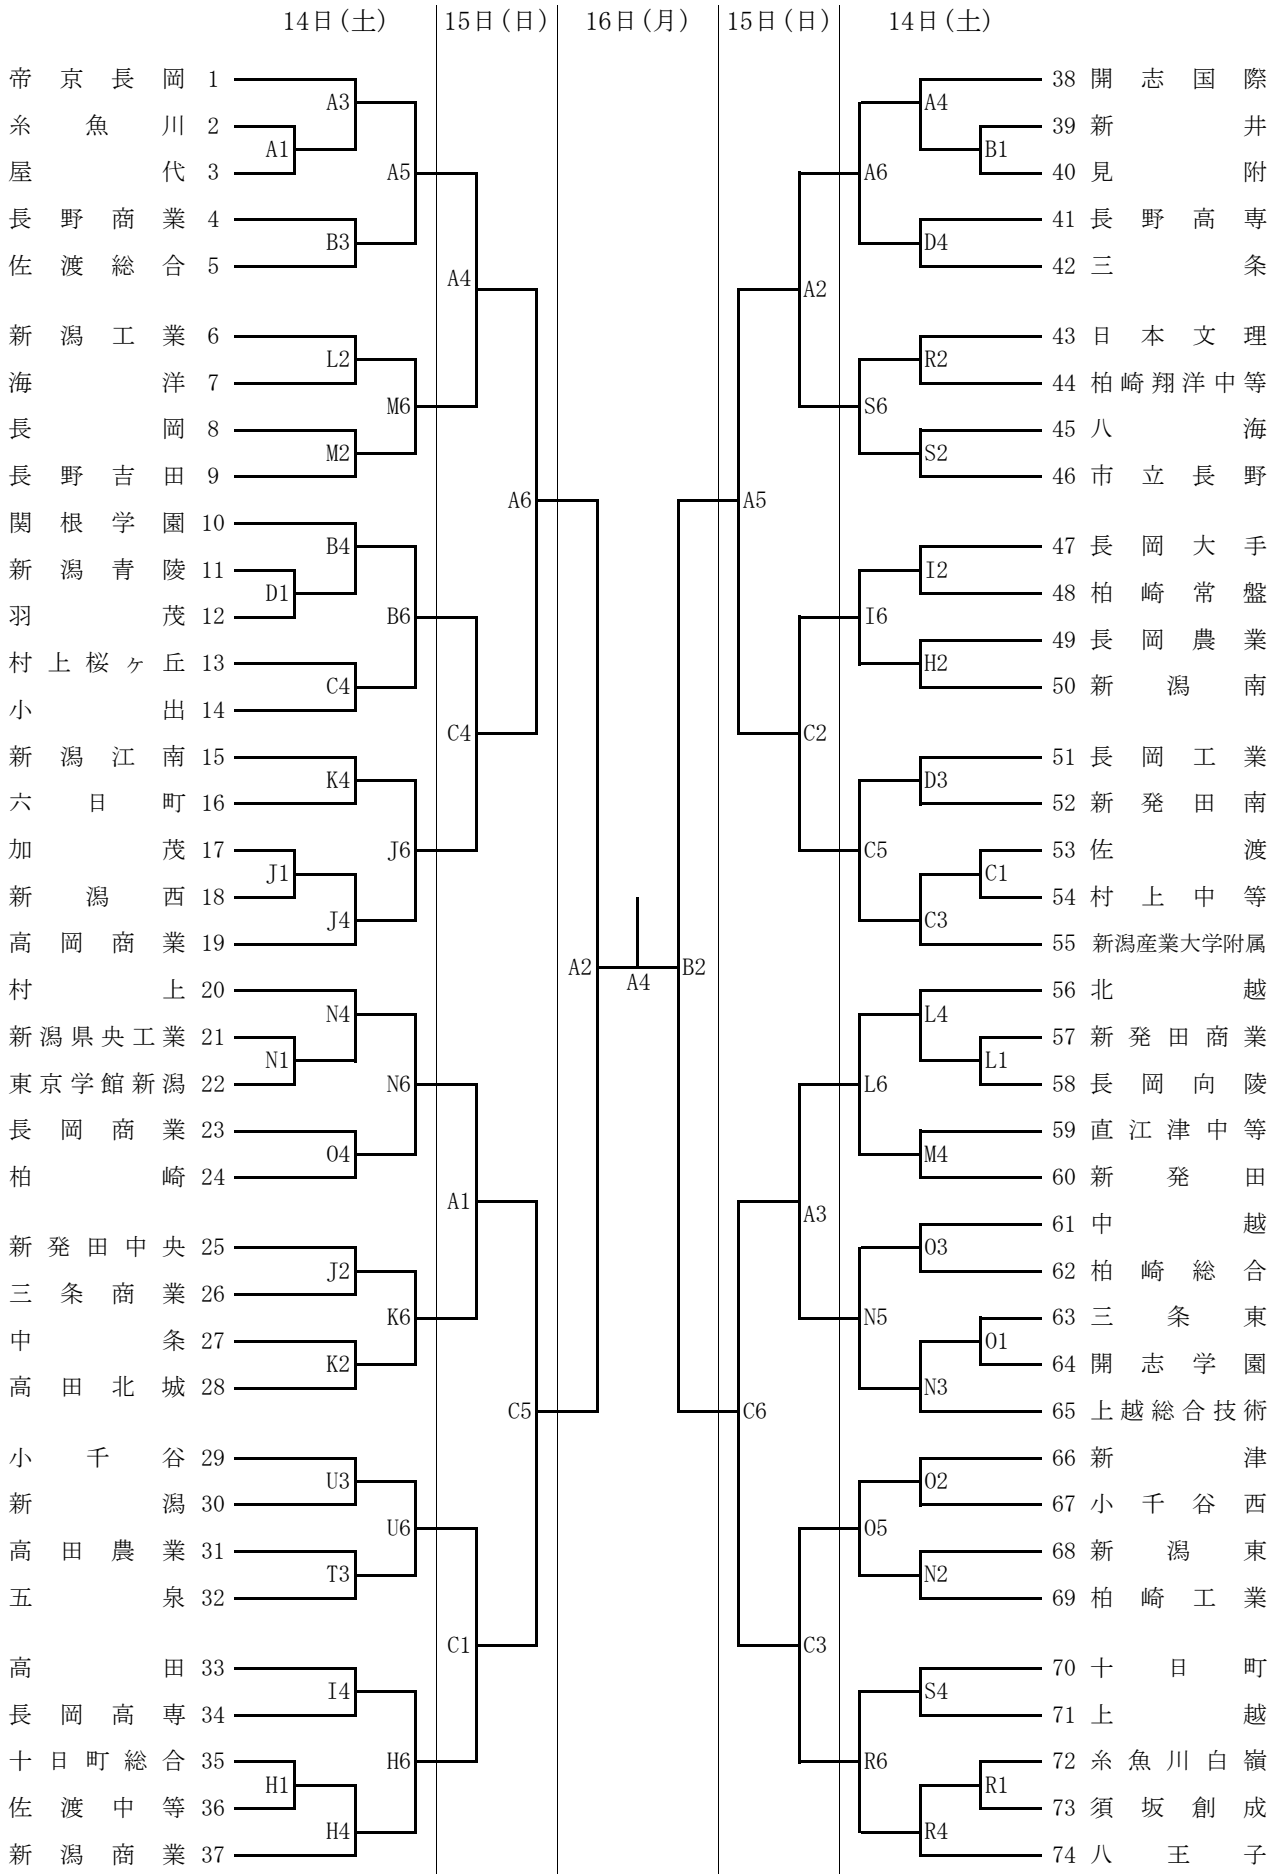 14日(土) 15日(日) 16日(月) 15日(日) 14日(土)
帝京長岡 1
A3
糸魚川 2
A1
屋代 3
A5
長野商業 4
B3
佐渡総合 5
A4
新潟工業 6
L2
海洋 7
M6
長岡 8
M2
長野吉田 9
A6
関根学園 10
B4
新潟青陵 11
D1
羽茂 12
B6
村上桜ヶ丘 13
C4
小出 14
C4
新潟江南 15
K4
六日町 16
加茂 17
J6
J1
新潟西 18
J4
高岡商業 19
A2
村上 20
N4
新潟県央工業 21
N1
東京学館新潟 22
N6
長岡商業 23
O4
柏崎 24
A1
新発田中央 25
J2
三条商業 26
K6
中条 27
K2
高田北城 28
C5
小千谷 29
U3
新潟 30
U6
高田農業 31
T3
五泉 32
C1
高田 33
I4
長岡高専 34
十日町総合 35
H6
H1
佐渡中等 36
H4
新潟商業 37
A4
38 開志国際
A4
39 新井
B1
40 見附
A6
41 長野高専
D4
42 三条
A2
43 日本文理
R2
44 柏崎翔洋中等
S6
45 八海
S2
46 市立長野
A5
47 長岡大手
I2
48 柏崎常盤
I6
49 長岡農業
H2
50 新潟南
C2
51 長岡工業
D3
52 新発田南
C5
53 佐渡
C1
54 村上中等
C3
55 新潟産業大学附属
B2
56 北越
L4
57 新発田商業
L1
58 長岡向陵
L6
59 直江津中等
M4
60 新発田
A3
61 中越
O3
62 柏崎総合
N5
63 三条東
O1
64 開志学園
N3
65 上越総合技術
C6
66 新津
O2
67 小千谷西
O5
68 新潟東
N2
69 柏崎工業
C3
70 十日町
S4
71 上越
R6
72 糸魚川白嶺
R1
73 須坂創成
R4
74 八王子